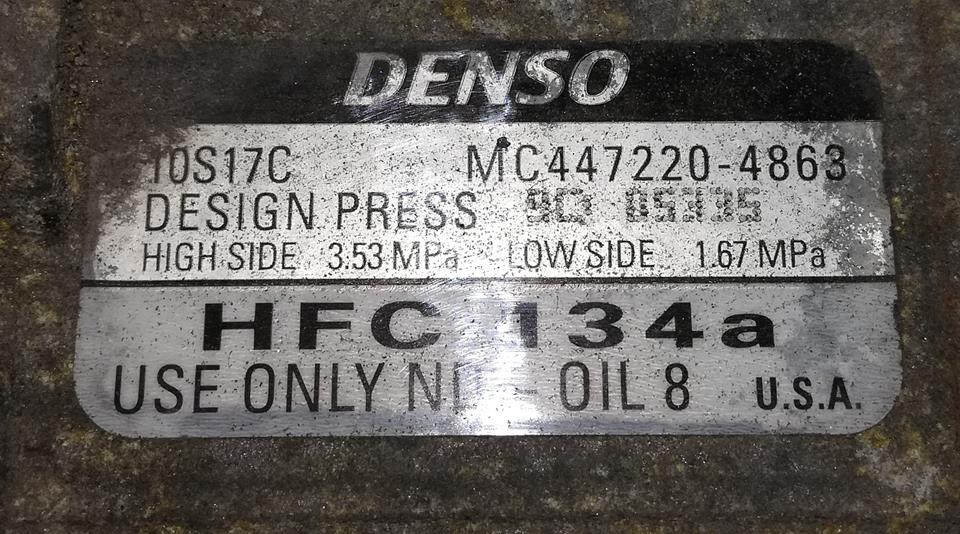 DENSO
10S17C MC447220-4863
DESIGN PRESS
HIGH SIDE 3.53 MPa LOW SIDE 1.67 MPa
HFC 134a
USE ONLY OIL 8 U.S.A.